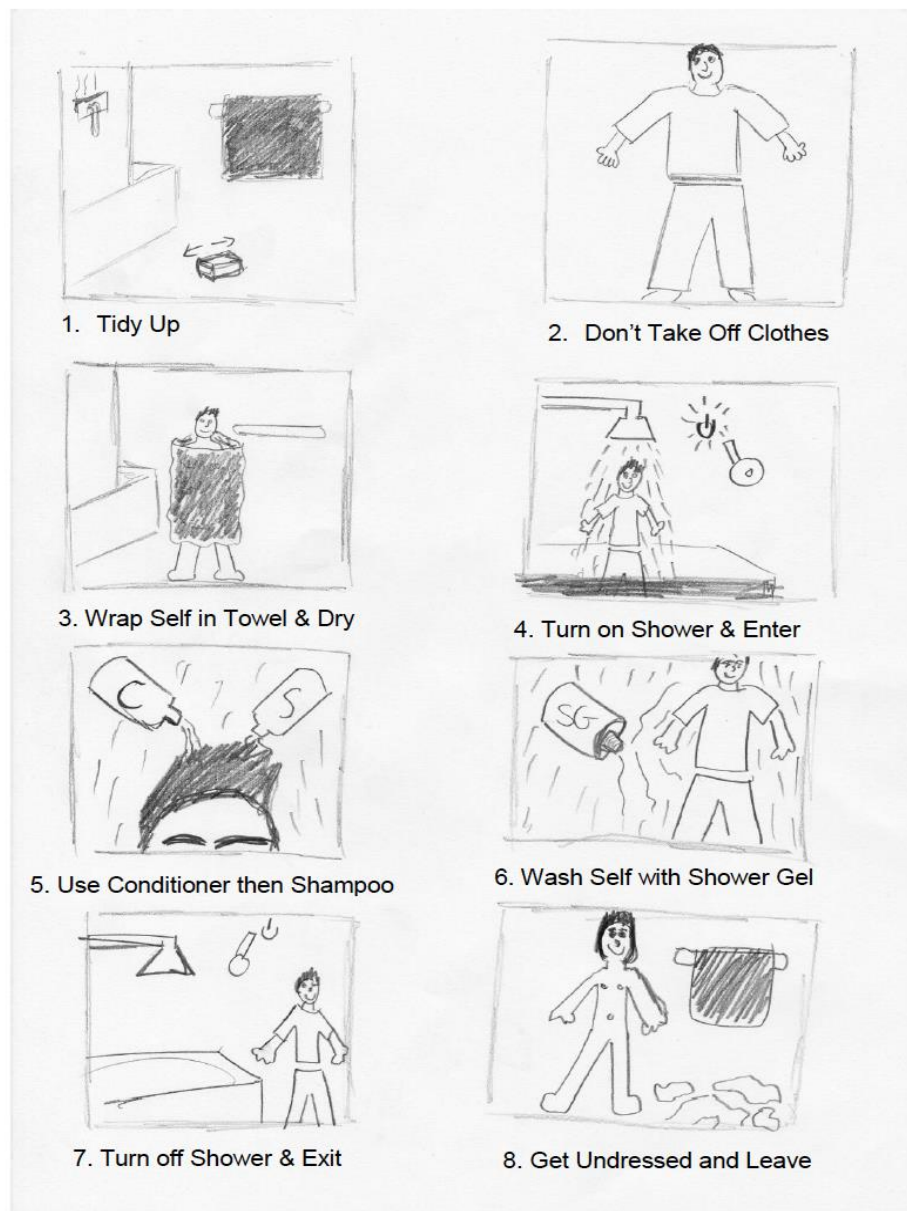 1. Tidy Up
2. Don't Take Off Clothes
3. Wrap Self in Towel & Dry
4. Turn on Shower & Enter
C
S
5. Use Conditioner then Shampoo
SG
6. Wash Self with Shower Gel
7. Turn off Shower & Exit
8. Get Undressed and Leave